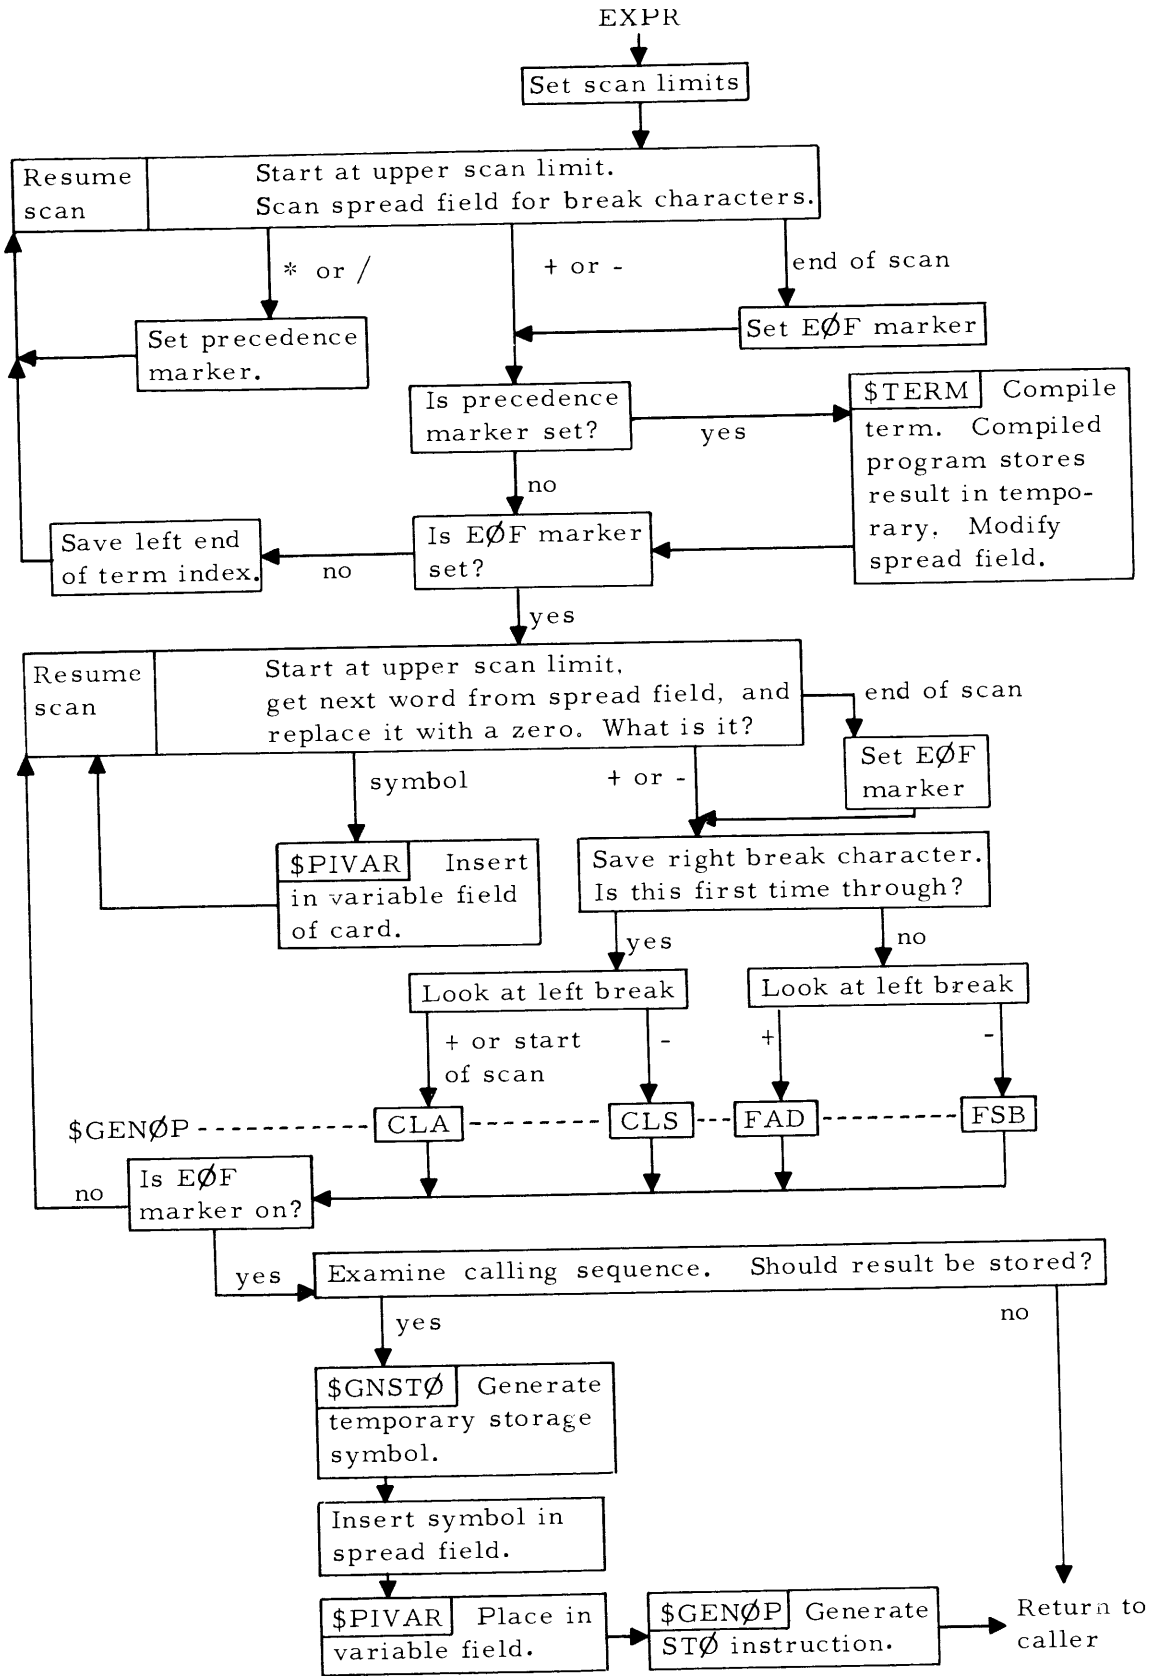 EXPR
Set scan limits
Resume
scan
Start at upper scan limit.
Scan spread field for break characters.
* or /
+ or -
end of scan
Set precedence
marker.
Set EØF marker
Is precedence
marker set?
yes
$TERM Compile
term. Compiled
program stores
result in tempo-
rary. Modify
spread field.
no
Save left end
of term index.
no
Is EØF marker
set?
yes
Resume
scan
Start at upper scan limit,
get next word from spread field, and
replace it with a zero. What is it?
end of scan
Set EØF
marker
symbol
+ or -
$PIVAR Insert
in variable field
of card.
Save right break character.
Is this first time through?
yes
no
Look at left break
Look at left break
+ or start
of scan
-
+
-
$GENØP
CLA
CLS
FAD
FSB
no
Is EØF
marker on?
yes
Examine calling sequence. Should result be stored?
yes
no
$GNSTØ Generate
temporary storage
symbol.
Insert symbol in
spread field.
$PIVAR Place in
variable field.
$GENØP Generate
STØ instruction.
Return to
caller